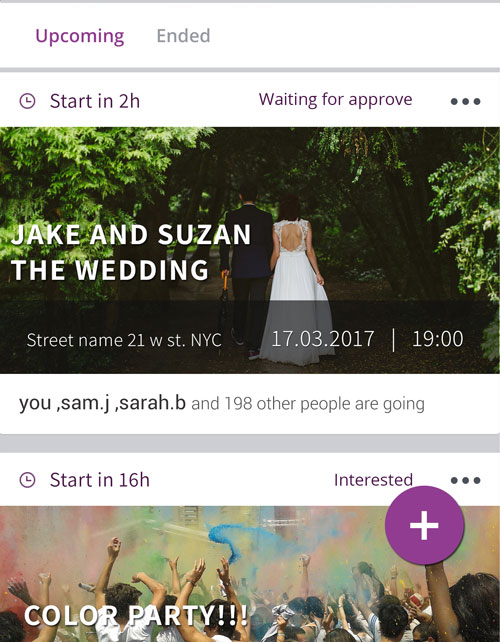 Upcoming Ended
Start in 2h Waiting for approve
JAKE AND SUZAN
THE WEDDING
Street name 21 w st. NYC 17.03.2017 | 19:00
you ,sam.j ,sarah.b and 198 other people are going
Start in 16h Interested
COLOR PARTY!!!